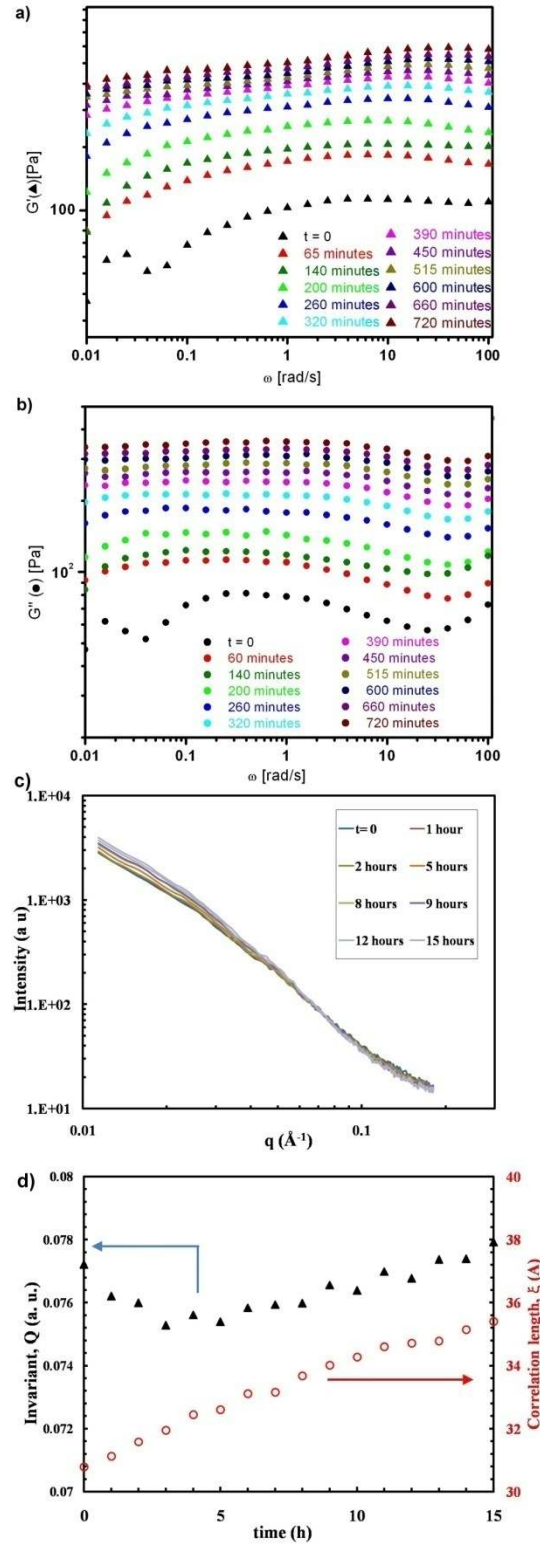 a)
G'(▲)[Pa]
100
t = 0
65 minutes
140 minutes
200 minutes
260 minutes
320 minutes
390 minutes
450 minutes
515 minutes
600 minutes
660 minutes
720 minutes
0.01 0.1 1 10 100
ω [rad/s]
b)
G'' (●) [Pa]
10²
t = 0
60 minutes
140 minutes
200 minutes
260 minutes
320 minutes
390 minutes
450 minutes
515 minutes
600 minutes
660 minutes
720 minutes
0.01 0.1 1 10 100
ω [rad/s]
c)
Intensity (a u)
1.E+04
1.E+03
1.E+02
1.E+01
t= 0 1 hour
2 hours 5 hours
8 hours 9 hours
12 hours 15 hours
0.01 0.1
q (Å⁻¹)
d)
Invariant, Q (a. u.)
0.08
0.078
0.076
0.074
0.072
0.07
40
38
36
34
32
30
Correlation length, ξ (A)
0 5 10 15
time (h)